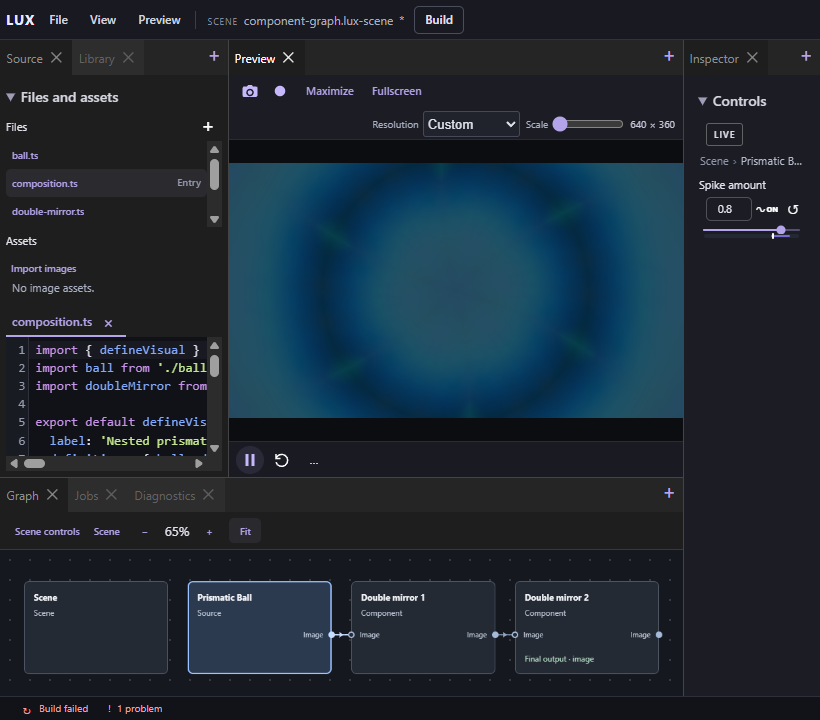 LUX File View Preview SCENE component-graph.lux-scene * Build
Source Library +
Files and assets
Files +
ball.ts
composition.ts Entry
double-mirror.ts
Assets
Import images
No image assets.
composition.ts
1 import { defineVisual }
2 import ball from './ball
3 import doubleMirror from
4
5 export default defineVis
6 label: 'Nested prismat
Preview +
Maximize Fullscreen
Resolution Custom Scale 640 × 360
...
Inspector +
Controls
LIVE
Scene › Prismatic B...
Spike amount
0.8 ON
Graph Jobs Diagnostics +
Scene controls Scene − 65% + Fit
Scene
Scene
Prismatic Ball
Source
Image
Double mirror 1
Component
Image Image
Double mirror 2
Component
Image Image
Final output · image
Build failed ! 1 problem